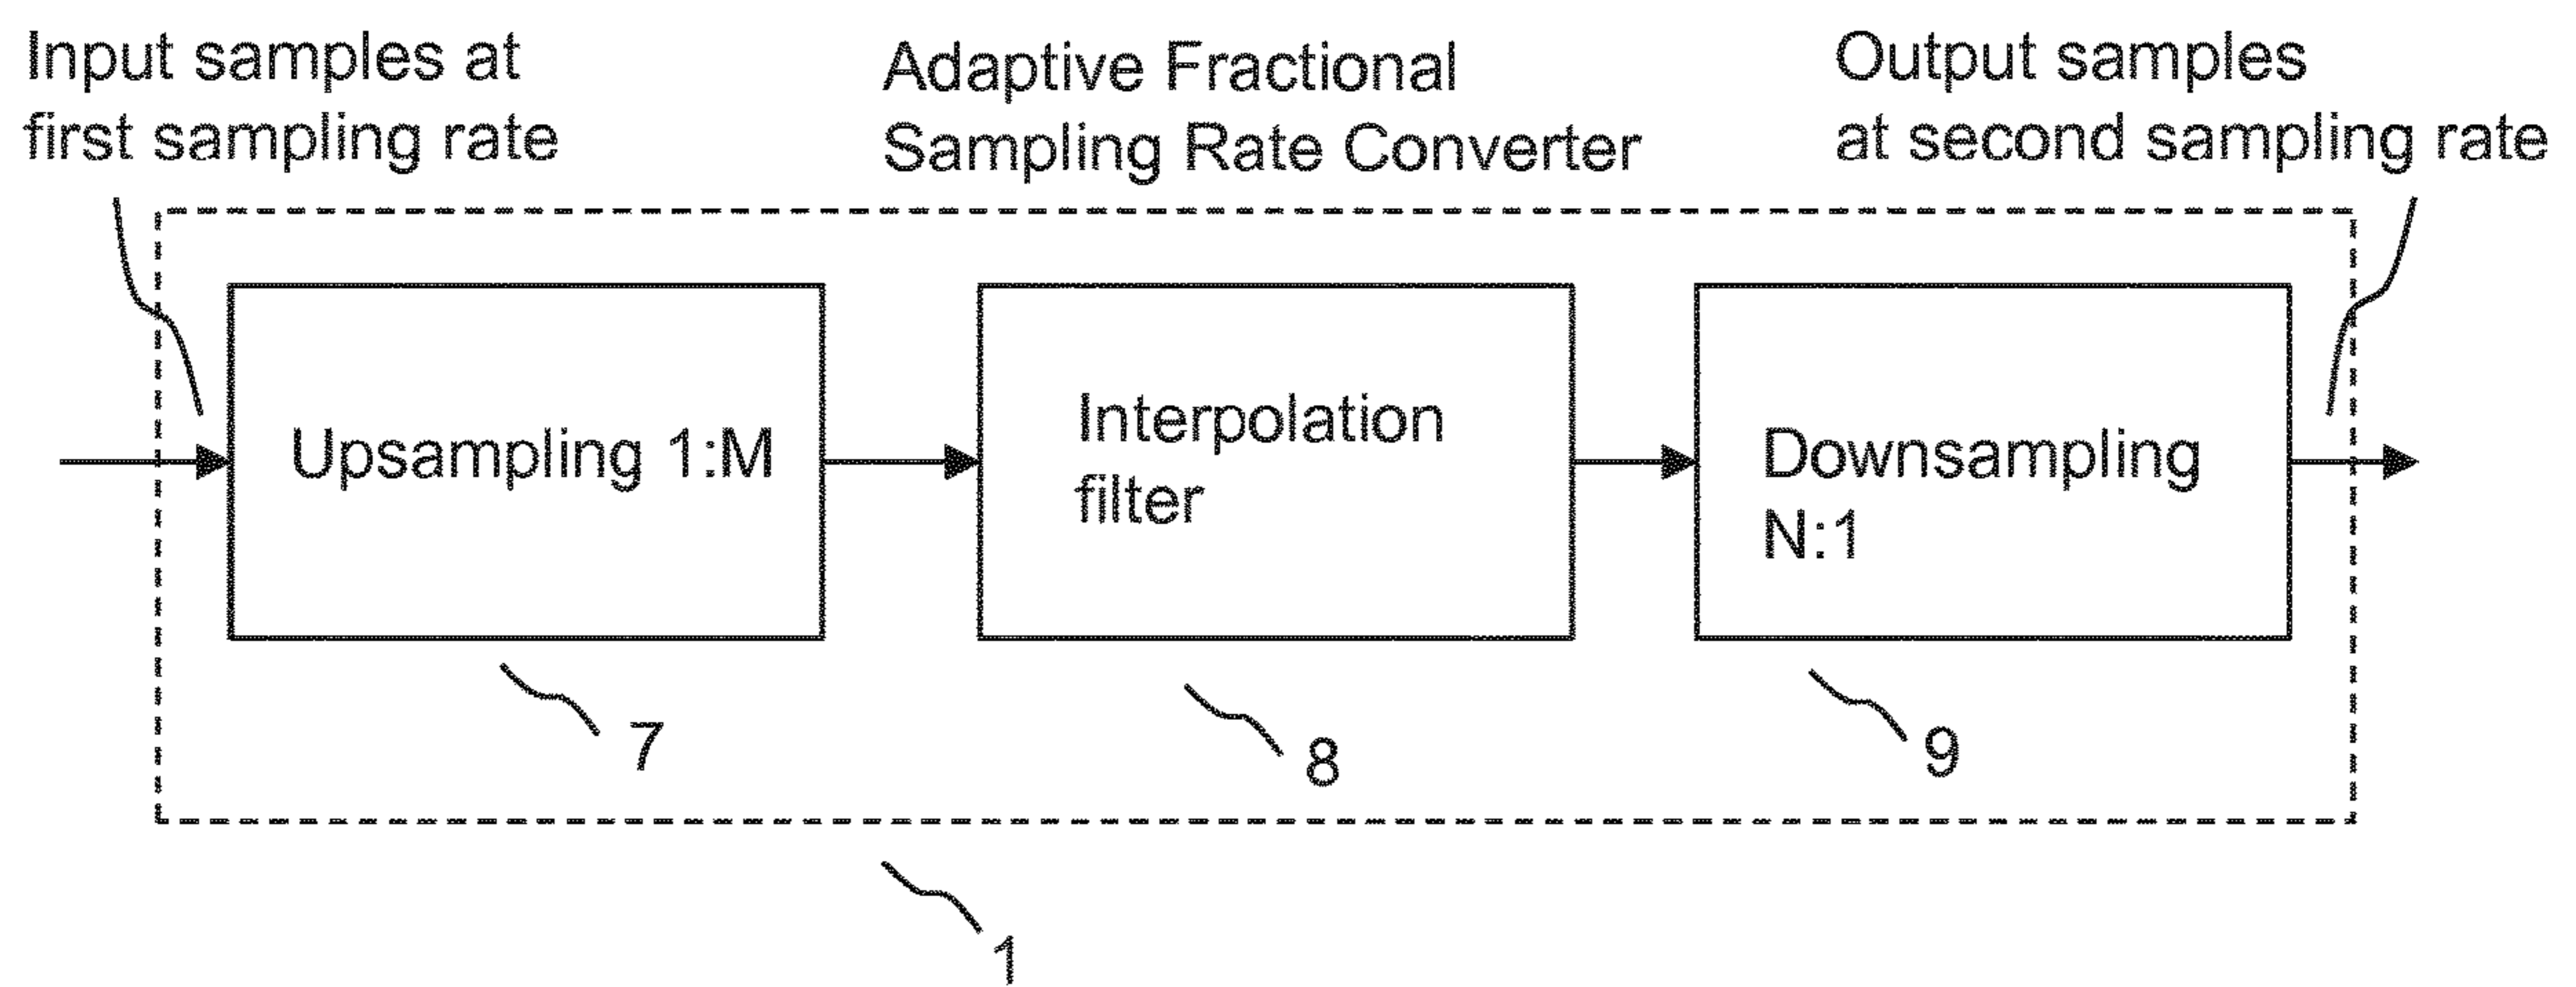 Input samples at
first sampling rate
Adaptive Fractional
Sampling Rate Converter
Output samples
at second sampling rate
Upsampling 1:M
Interpolation
filter
Downsampling
N:1
7
8
9
1